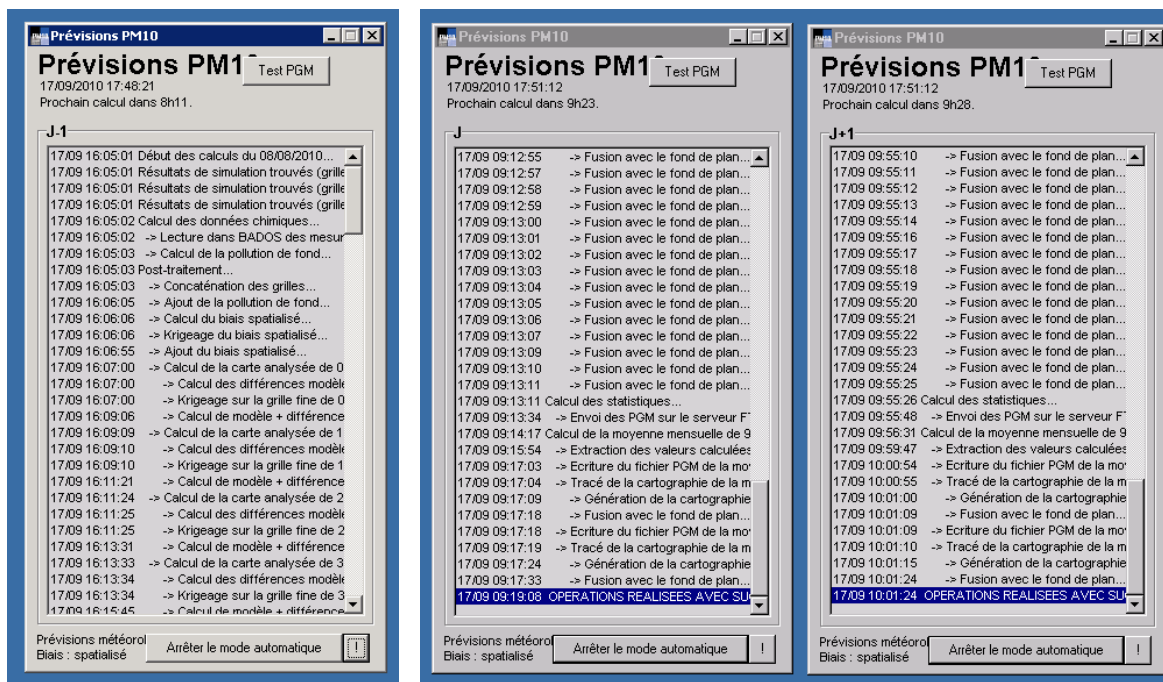 Prévisions PM10
Prévisions PM1
Test PGM
17/09/2010 17:48:21
Prochain calcul dans 8h11.
J-1
17/09 16:05:01 Début des calculs du 08/08/2010...
17/09 16:05:01 Résultats de simulation trouvés (grille
17/09 16:05:01 Résultats de simulation trouvés (grille
17/09 16:05:01 Résultats de simulation trouvés (grille
17/09 16:05:02 Calcul des données chimiques...
17/09 16:05:02 -> Lecture dans BADOS des mesur
17/09 16:05:03 -> Calcul de la pollution de fond...
17/09 16:05:03 Post-traitement...
17/09 16:05:03 -> Concaténation des grilles...
17/09 16:06:05 -> Ajout de la pollution de fond...
17/09 16:06:06 -> Calcul du biais spatialisé...
17/09 16:06:06 -> Krigeage du biais spatialisé...
17/09 16:06:55 -> Ajout du biais spatialisé...
17/09 16:07:00 -> Calcul de la carte analysée de 0
17/09 16:07:00 -> Calcul des différences modèle
17/09 16:07:00 -> Krigeage sur la grille fine de 0
17/09 16:09:06 -> Calcul de modèle + différence
17/09 16:09:09 -> Calcul de la carte analysée de 1
17/09 16:09:10 -> Calcul des différences modèle
17/09 16:09:10 -> Krigeage sur la grille fine de 1
17/09 16:11:21 -> Calcul de modèle + différence
17/09 16:11:24 -> Calcul de la carte analysée de 2
17/09 16:11:25 -> Calcul des différences modèle
17/09 16:11:25 -> Krigeage sur la grille fine de 2
17/09 16:13:31 -> Calcul de modèle + différence
17/09 16:13:33 -> Calcul de la carte analysée de 3
17/09 16:13:34 -> Calcul des différences modèle
17/09 16:13:34 -> Krigeage sur la grille fine de 3
17/09 16:15:45 -> Calcul de modèle + différence
Prévisions météorol
Biais : spatialisé
Arrêter le mode automatique
!
Prévisions PM10
Prévisions PM1
Test PGM
17/09/2010 17:51:12
Prochain calcul dans 9h23.
J
17/09 09:12:55 -> Fusion avec le fond de plan...
17/09 09:12:57 -> Fusion avec le fond de plan...
17/09 09:12:58 -> Fusion avec le fond de plan...
17/09 09:12:59 -> Fusion avec le fond de plan...
17/09 09:13:00 -> Fusion avec le fond de plan...
17/09 09:13:01 -> Fusion avec le fond de plan...
17/09 09:13:02 -> Fusion avec le fond de plan...
17/09 09:13:03 -> Fusion avec le fond de plan...
17/09 09:13:04 -> Fusion avec le fond de plan...
17/09 09:13:05 -> Fusion avec le fond de plan...
17/09 09:13:06 -> Fusion avec le fond de plan...
17/09 09:13:07 -> Fusion avec le fond de plan...
17/09 09:13:09 -> Fusion avec le fond de plan...
17/09 09:13:10 -> Fusion avec le fond de plan...
17/09 09:13:11 -> Fusion avec le fond de plan...
17/09 09:13:11 Calcul des statistiques...
17/09 09:13:34 -> Envoi des PGM sur le serveur F
17/09 09:14:17 Calcul de la moyenne mensuelle de 9
17/09 09:15:54 -> Extraction des valeurs calculées
17/09 09:17:03 -> Ecriture du fichier PGM de la mo
17/09 09:17:04 -> Tracé de la cartographie de la m
17/09 09:17:09 -> Génération de la cartographie
17/09 09:17:18 -> Fusion avec le fond de plan...
17/09 09:17:18 -> Ecriture du fichier PGM de la mo
17/09 09:17:19 -> Tracé de la cartographie de la m
17/09 09:17:24 -> Génération de la cartographie
17/09 09:17:33 -> Fusion avec le fond de plan...
17/09 09:19:08 OPERATIONS REALISEES AVEC SU
Prévisions météorol
Biais : spatialisé
Arrêter le mode automatique
!
Prévisions PM10
Prévisions PM1
Test PGM
17/09/2010 17:51:12
Prochain calcul dans 9h28.
J+1
17/09 09:55:10 -> Fusion avec le fond de plan...
17/09 09:55:11 -> Fusion avec le fond de plan...
17/09 09:55:12 -> Fusion avec le fond de plan...
17/09 09:55:13 -> Fusion avec le fond de plan...
17/09 09:55:14 -> Fusion avec le fond de plan...
17/09 09:55:16 -> Fusion avec le fond de plan...
17/09 09:55:17 -> Fusion avec le fond de plan...
17/09 09:55:18 -> Fusion avec le fond de plan...
17/09 09:55:19 -> Fusion avec le fond de plan...
17/09 09:55:20 -> Fusion avec le fond de plan...
17/09 09:55:21 -> Fusion avec le fond de plan...
17/09 09:55:22 -> Fusion avec le fond de plan...
17/09 09:55:23 -> Fusion avec le fond de plan...
17/09 09:55:24 -> Fusion avec le fond de plan...
17/09 09:55:25 -> Fusion avec le fond de plan...
17/09 09:55:26 Calcul des statistiques...
17/09 09:55:48 -> Envoi des PGM sur le serveur F
17/09 09:56:31 Calcul de la moyenne mensuelle de 9
17/09 09:59:47 -> Extraction des valeurs calculées
17/09 10:00:54 -> Ecriture du fichier PGM de la mo
17/09 10:00:55 -> Tracé de la cartographie de la m
17/09 10:01:00 -> Génération de la cartographie
17/09 10:01:09 -> Fusion avec le fond de plan...
17/09 10:01:09 -> Ecriture du fichier PGM de la mo
17/09 10:01:10 -> Tracé de la cartographie de la m
17/09 10:01:15 -> Génération de la cartographie
17/09 10:01:24 -> Fusion avec le fond de plan...
17/09 10:01:24 OPERATIONS REALISEES AVEC SU
Prévisions météorol
Biais : spatialisé
Arrêter le mode automatique
!